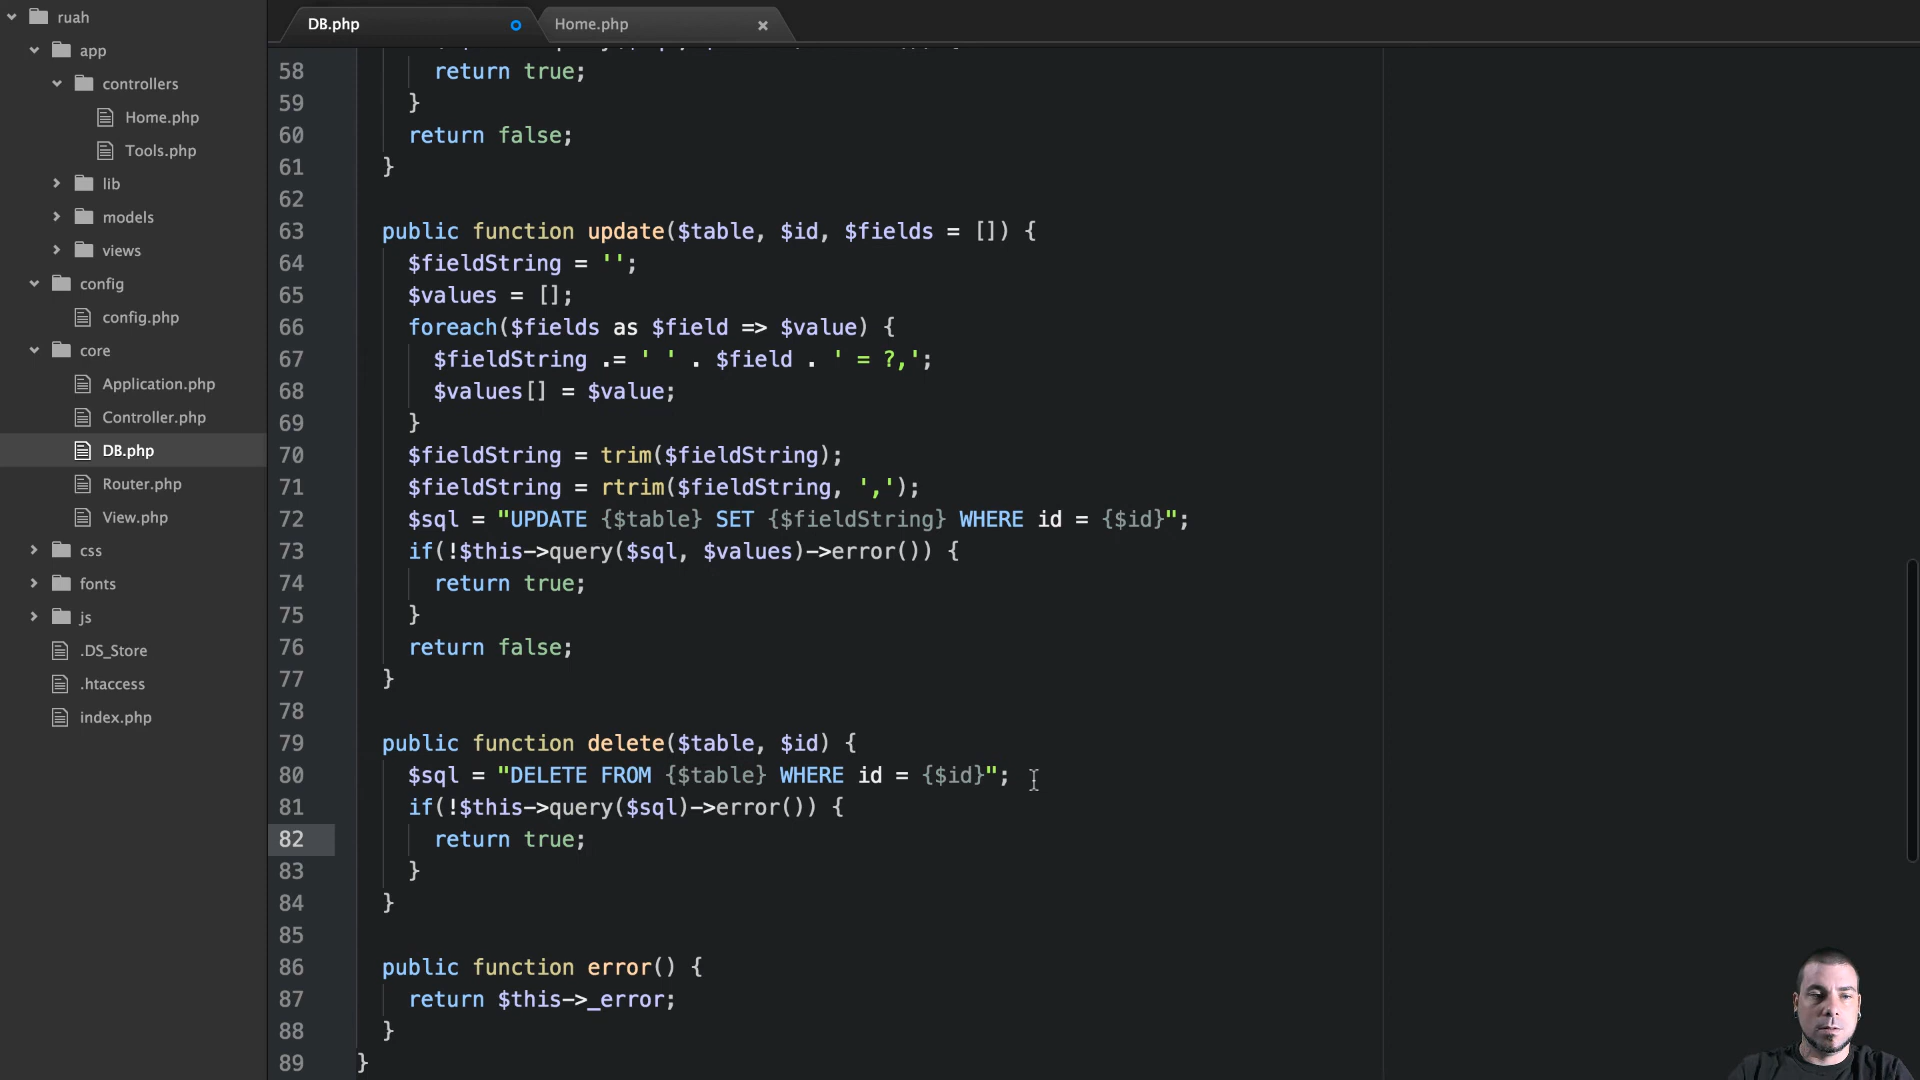 ruah
app
controllers
Home.php
Tools.php
lib
models
views
config
config.php
core
Application.php
Controller.php
DB.php
Router.php
View.php
css
fonts
js
.DS_Store
.htaccess
index.php
DB.php
Home.php
58 return true;
59 }
60 return false;
61 }
62
63 public function update($table, $id, $fields = []) {
64 $fieldString = '';
65 $values = [];
66 foreach($fields as $field => $value) {
67 $fieldString .= ' ' . $field . ' = ?,';
68 $values[] = $value;
69 }
70 $fieldString = trim($fieldString);
71 $fieldString = rtrim($fieldString, ',');
72 $sql = "UPDATE {$table} SET {$fieldString} WHERE id = {$id}";
73 if(!$this->query($sql, $values)->error()) {
74 return true;
75 }
76 return false;
77 }
78
79 public function delete($table, $id) {
80 $sql = "DELETE FROM {$table} WHERE id = {$id}";
81 if(!$this->query($sql)->error()) {
82 return true;
83 }
84 }
85
86 public function error() {
87 return $this->_error;
88 }
89 }